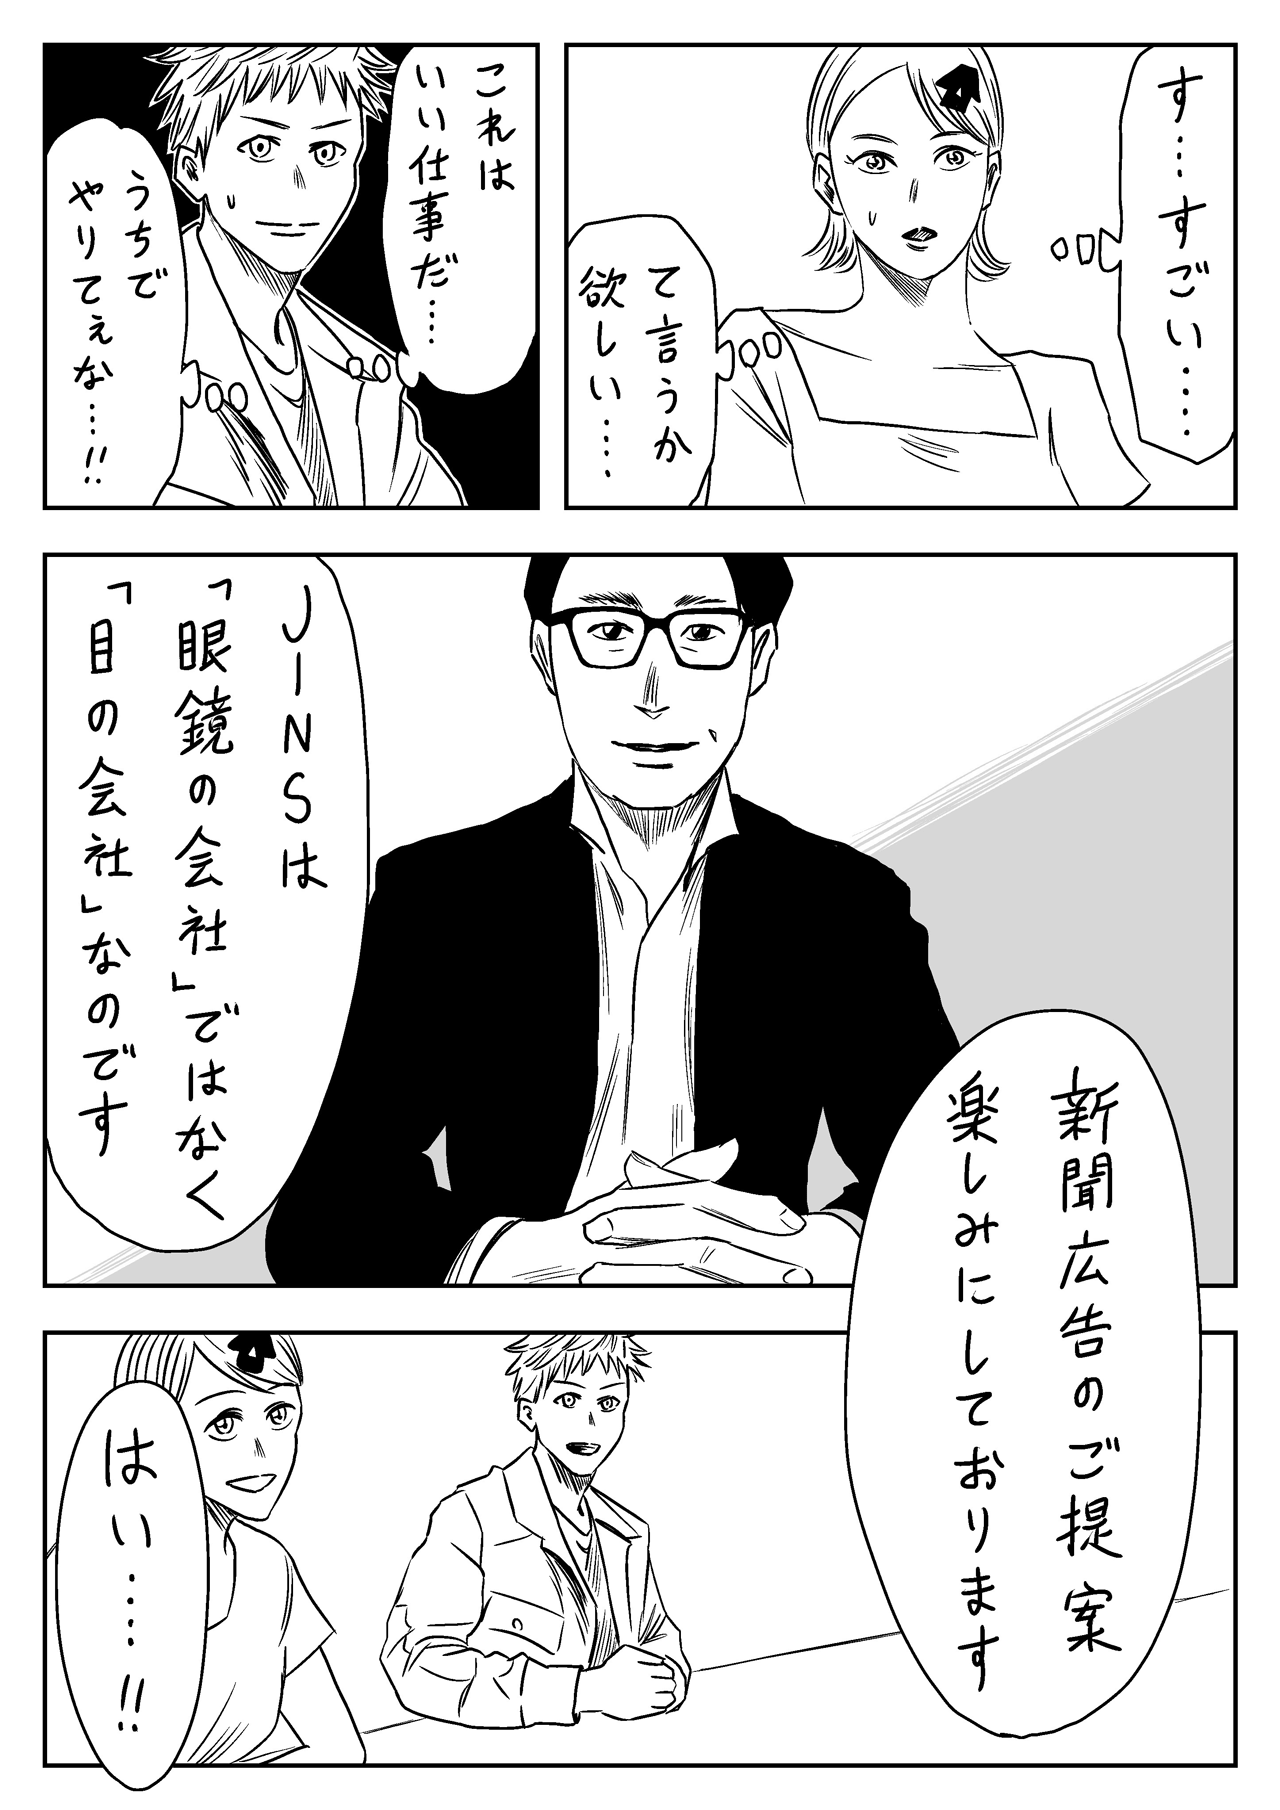 す…すごい……
て言うか
欲しい……
これは
いい仕事だ……
うちで
やりてぇな…!!
JINSは
「眼鏡の会社」ではなく
「目の会社」なのです
新聞広告のご提案
楽しみにしております
はい……!!